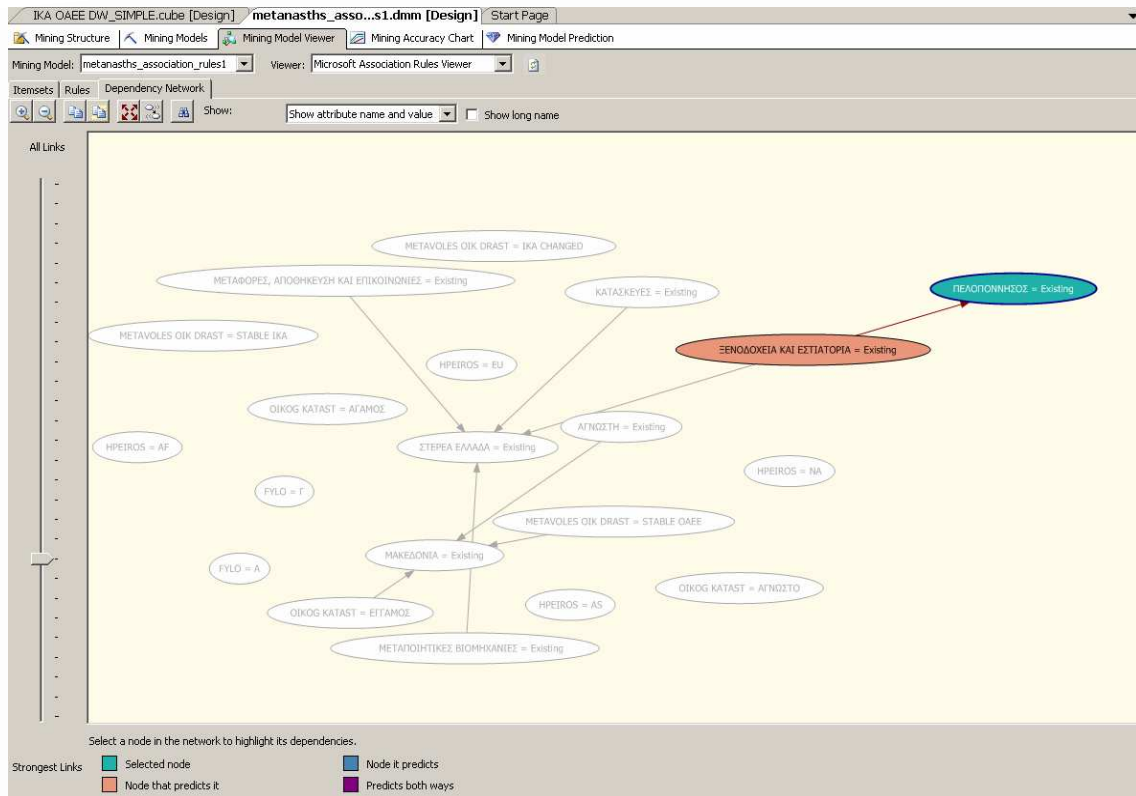 IKA OAEE DW_SIMPLE.cube [Design] metanasths_asso...s1.dmm [Design] Start Page
Mining Structure Mining Models Mining Model Viewer Mining Accuracy Chart Mining Model Prediction
Mining Model: metanasths_association_rules1 Viewer: Microsoft Association Rules Viewer
Itemsets Rules Dependency Network
Show: Show attribute name and value Show long name
All Links
METAVOLES OIK DRAST = IKA CHANGED
ΜΕΤΑΦΟΡΕΣ, ΑΠΟΘΗΚΕΥΣΗ ΚΑΙ ΕΠΙΚΟΙΝΩΝΙΕΣ = Existing
ΚΑΤΑΣΚΕΥΕΣ = Existing
ΠΕΛΟΠΟΝΝΗΣΟΣ = Existing
METAVOLES OIK DRAST = STABLE IKA
ΞΕΝΟΔΟΧΕΙΑ ΚΑΙ ΕΣΤΙΑΤΟΡΙΑ = Existing
HPEIROS = EU
OIKOG KATAST = ΑΓΑΜΟΣ
ΑΓΝΩΣΤΗ = Existing
HPEIROS = AF
ΣΤΕΡΕΑ ΕΛΛΑΔΑ = Existing
HPEIROS = NA
FYLO = Γ
METAVOLES OIK DRAST = STABLE OAEE
ΜΑΚΕΔΟΝΙΑ = Existing
FYLO = Α
OIKOG KATAST = ΑΓΝΩΣΤΟ
OIKOG KATAST = ΕΓΓΑΜΟΣ
HPEIROS = AS
ΜΕΤΑΠΟΙΗΤΙΚΕΣ ΒΙΟΜΗΧΑΝΙΕΣ = Existing
Select a node in the network to highlight its dependencies.
Strongest Links Selected node Node it predicts
Node that predicts it Predicts both ways